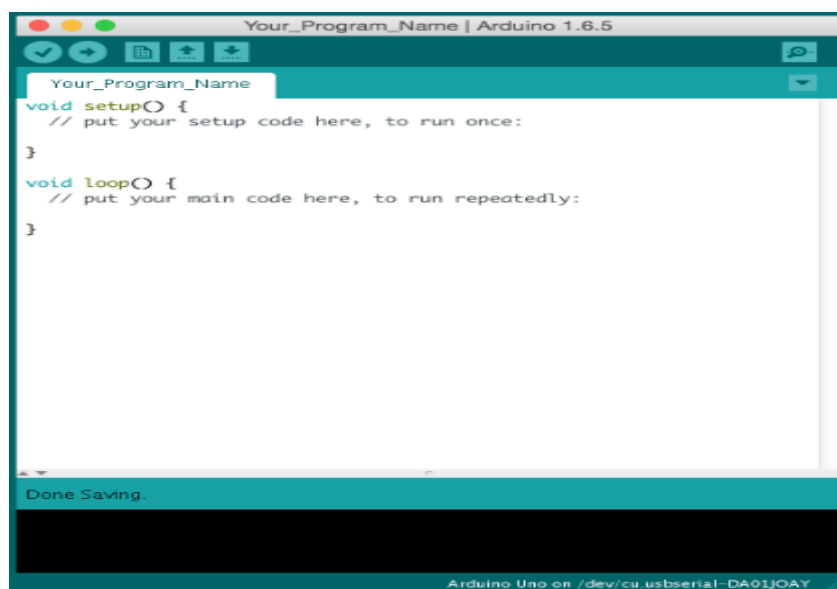 Your_Program_Name | Arduino 1.6.5
Your_Program_Name
void setup() {
// put your setup code here, to run once:
}
void loop() {
// put your main code here, to run repeatedly:
}
Done Saving.
Arduino Uno on /dev/cu.usbserial-DA01JOAY